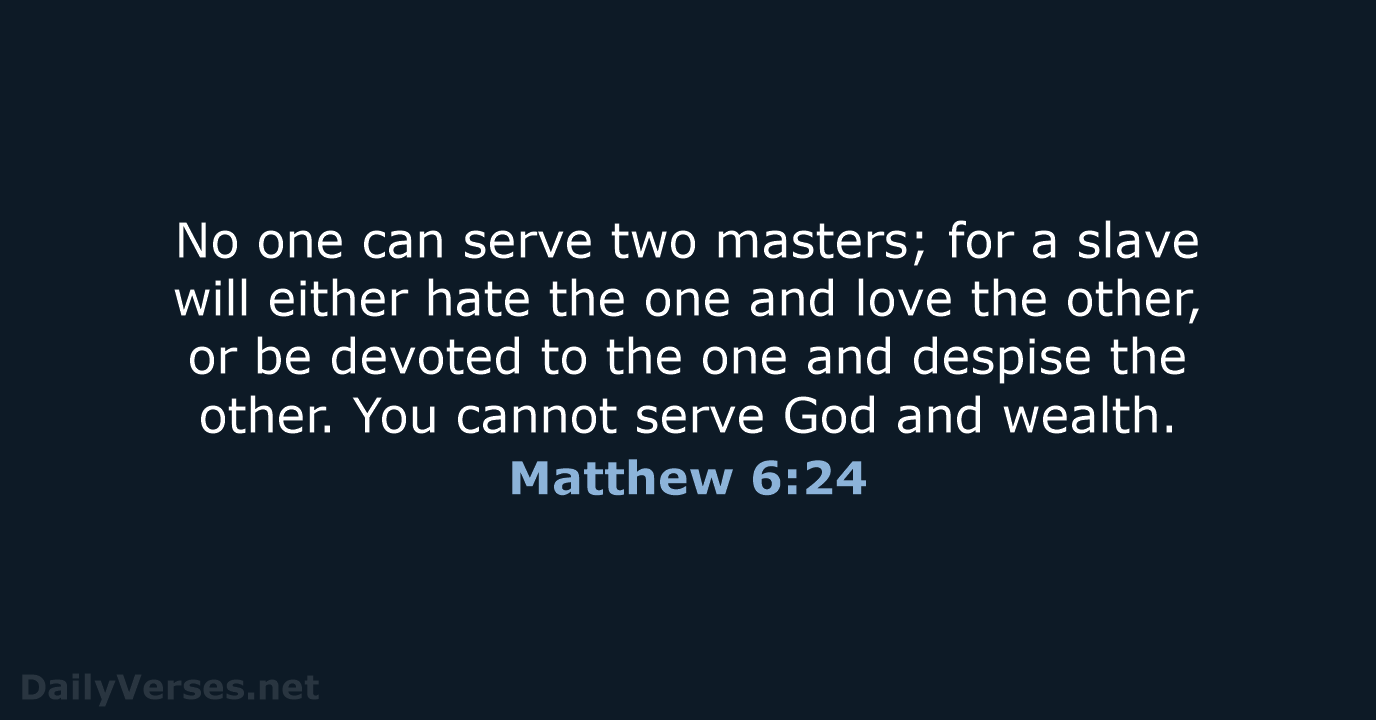 No one can serve two masters; for a slave
will either hate the one and love the other,
or be devoted to the one and despise the
other. You cannot serve God and wealth.
Matthew 6:24
DailyVerses.net